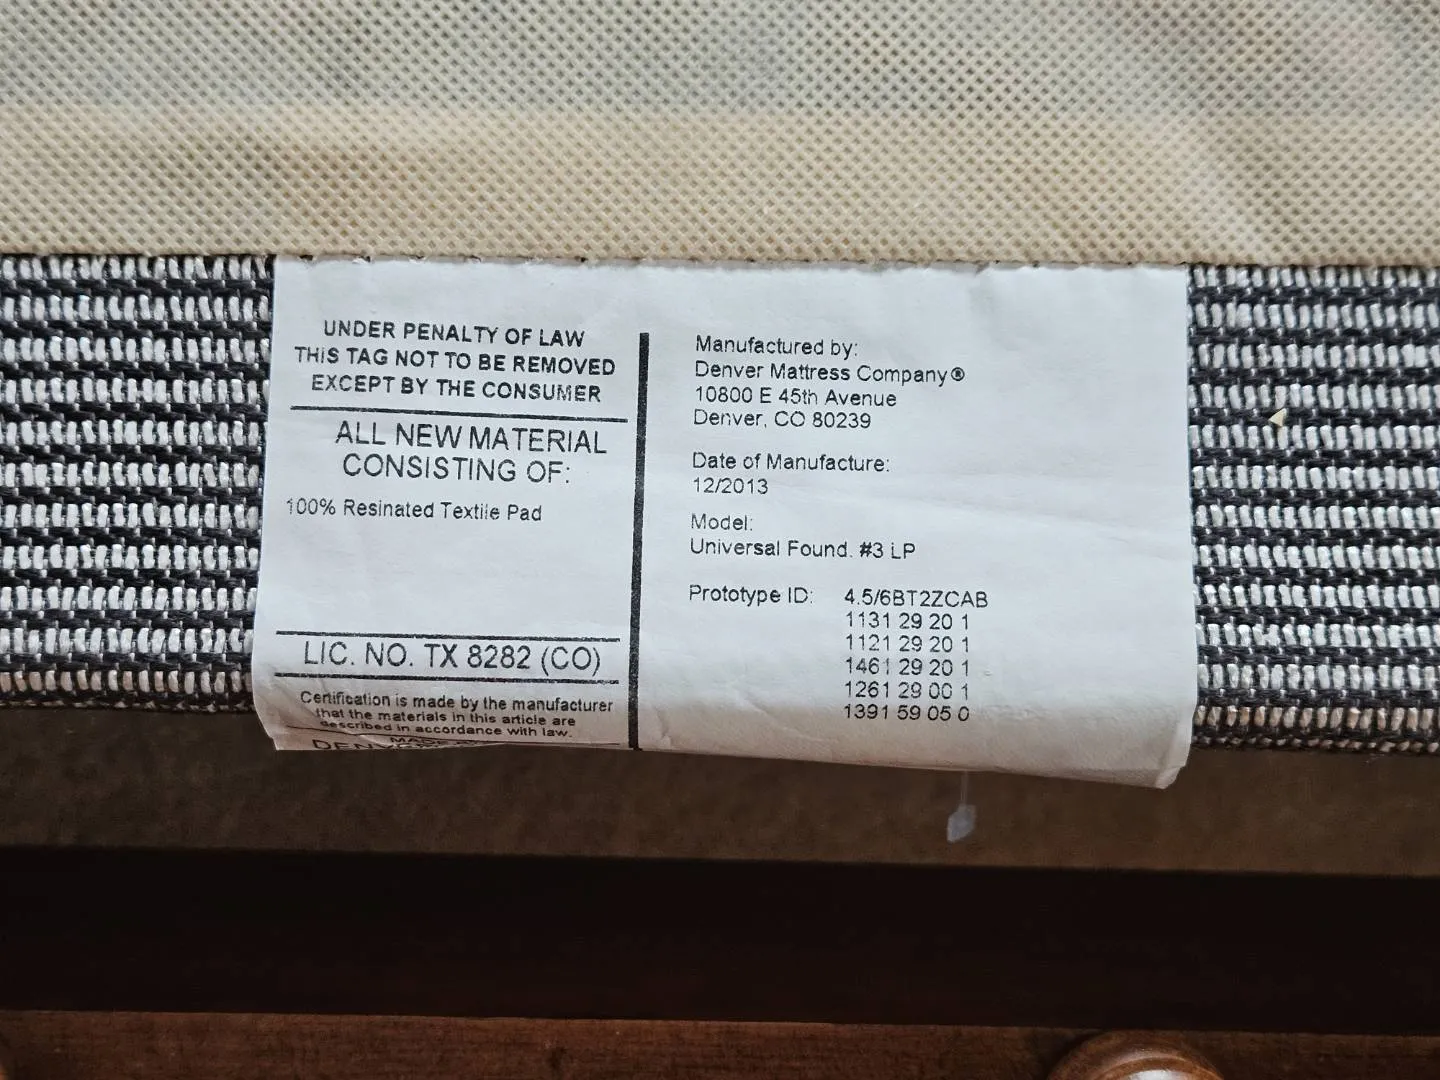 UNDER PENALTY OF LAW
THIS TAG NOT TO BE REMOVED
EXCEPT BY THE CONSUMER
ALL NEW MATERIAL
CONSISTING OF:
100% Resinated Textile Pad
LIC. NO. TX 8282 (CO)
Certification is made by the manufacturer
that the materials in this article are
described in accordance with law.
Manufactured by:
Denver Mattress Company®
10800 E 45th Avenue
Denver, CO 80239
Date of Manufacture:
12/2013
Model:
Universal Found. #3 LP
Prototype ID: 4.5/6BT2ZCAB
1131 29 20 1
1121 29 20 1
1461 29 20 1
1261 29 00 1
1391 59 05 0